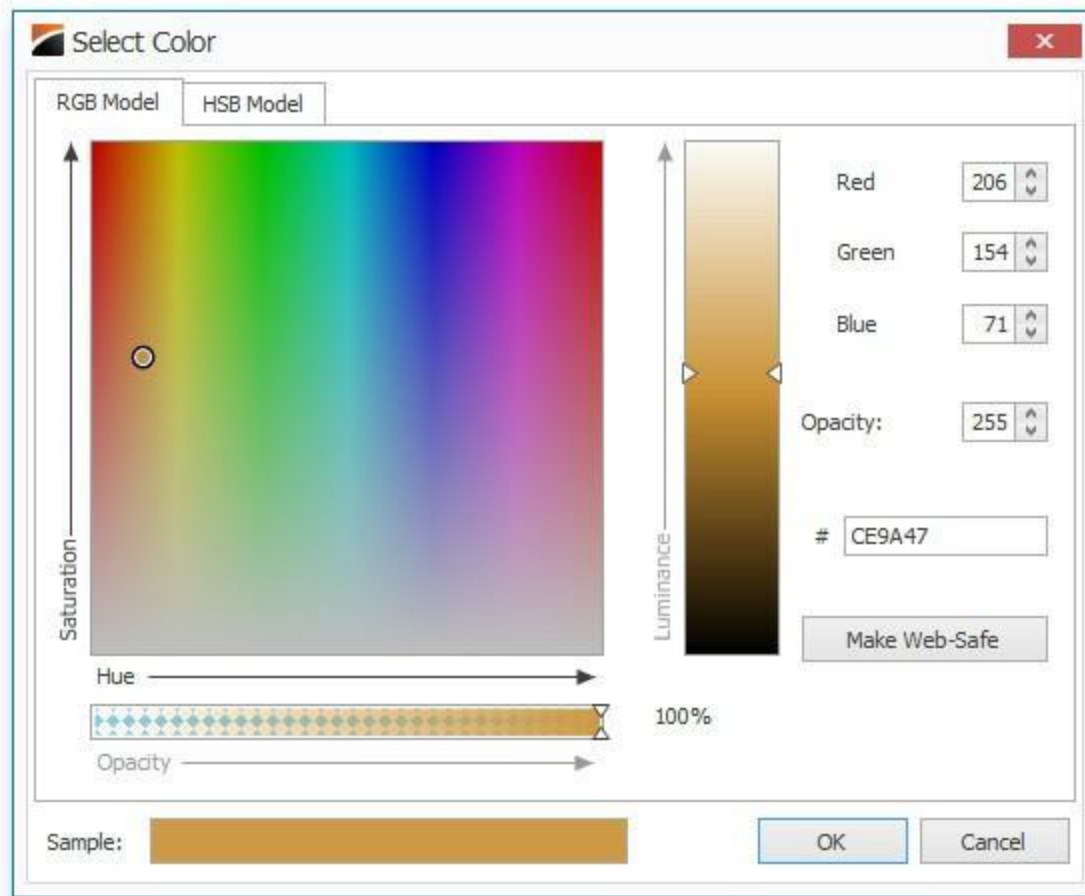 Select Color
RGB Model
HSB Model
Saturation
Hue
Opacity
100%
Luminance
Red 206
Green 154
Blue 71
Opacity: 255
# CE9A47
Make Web-Safe
Sample:
OK
Cancel